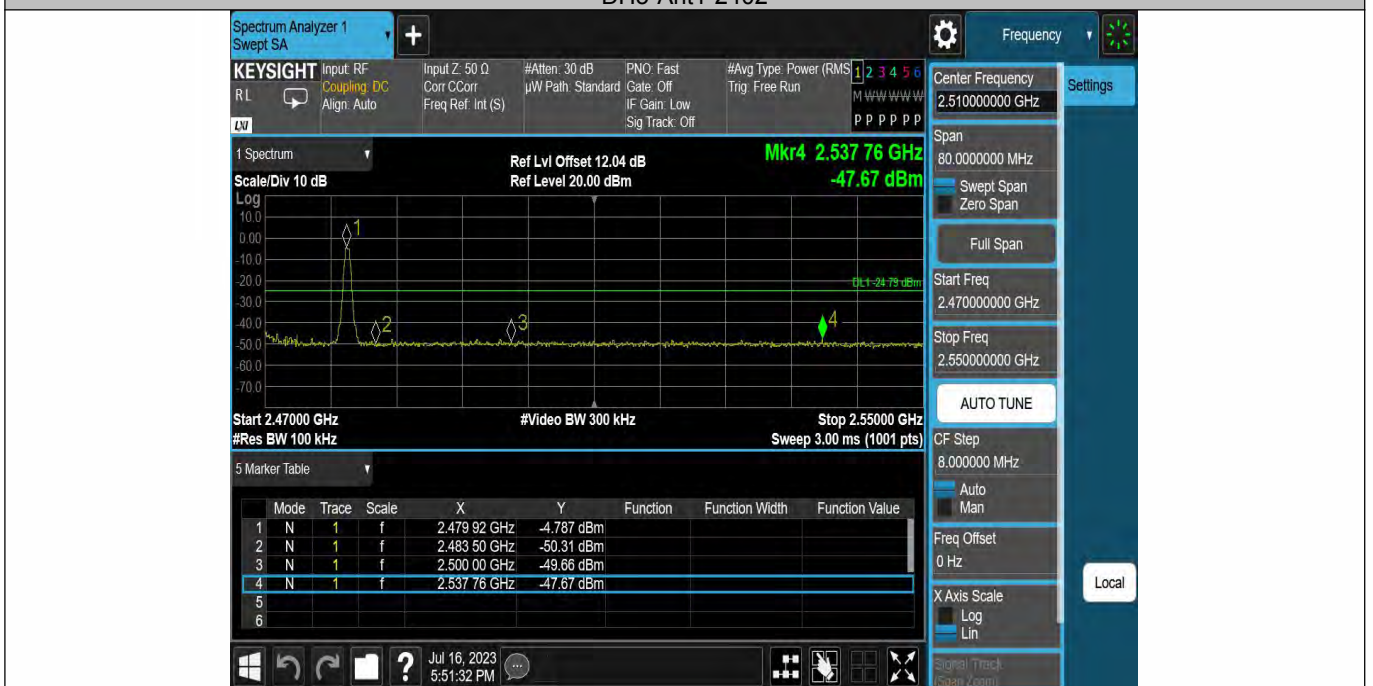 Spectrum Analyzer 1
Swept SA
+
Frequency
KEYSIGHT
RL
LXI
Input: RF
Coupling: DC
Align: Auto
Input Z: 50 Ω
Corr CCorr
Freq Ref: Int (S)
#Atten: 30 dB
µW Path: Standard
PNO: Fast
Gate: Off
IF Gain: Low
Sig Track: Off
#Avg Type: Power (RMS
Trig: Free Run
1 2 3 4 5 6
M W W W W W
P P P P P P
Center Frequency
2.510000000 GHz
Settings
Span
80.0000000 MHz
Swept Span
Zero Span
Full Span
Start Freq
2.470000000 GHz
Stop Freq
2.550000000 GHz
AUTO TUNE
CF Step
8.000000 MHz
Auto
Man
Freq Offset
0 Hz
X Axis Scale
Log
Lin
Signal Track
(Span Zoom)
Local
1 Spectrum
Scale/Div 10 dB
Ref Lvl Offset 12.04 dB
Ref Level 20.00 dBm
Mkr4 2.537 76 GHz
-47.67 dBm
Log
10.0
0.00
-10.0
-20.0
-30.0
-40.0
-50.0
-60.0
-70.0
1
2
3
4
DL1 -24.79 dBm
Start 2.47000 GHz
#Video BW 300 kHz
Stop 2.55000 GHz
#Res BW 100 kHz
Sweep 3.00 ms (1001 pts)
5 Marker Table
Mode Trace Scale X Y Function Function Width Function Value
1 N 1 f 2.479 92 GHz -4.787 dBm
2 N 1 f 2.483 50 GHz -50.31 dBm
3 N 1 f 2.500 00 GHz -49.66 dBm
4 N 1 f 2.537 76 GHz -47.67 dBm
5
6
?
Jul 16, 2023
5:51:32 PM